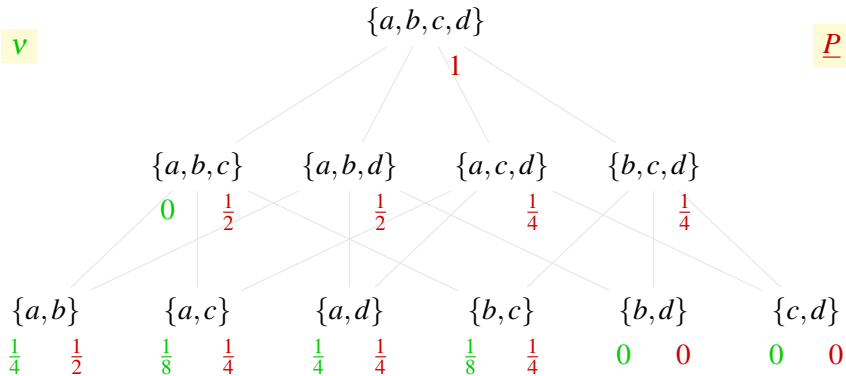 {a,b,c,d}
ν P
1
{a,b,c} {a,b,d} {a,c,d} {b,c,d}
0 1/2 1/2 1/4 1/4
{a,b} {a,c} {a,d} {b,c} {b,d} {c,d}
1/4 1/2 1/8 1/4 1/4 1/4 1/8 1/4 0 0 0 0